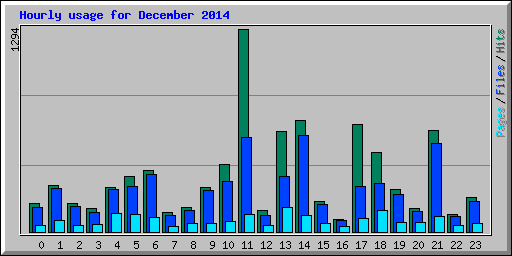 Hourly usage for December 2014
1294
Pages / Files / Hits
0 1 2 3 4 5 6 7 8 9 10 11 12 13 14 15 16 17 18 19 20 21 22 23